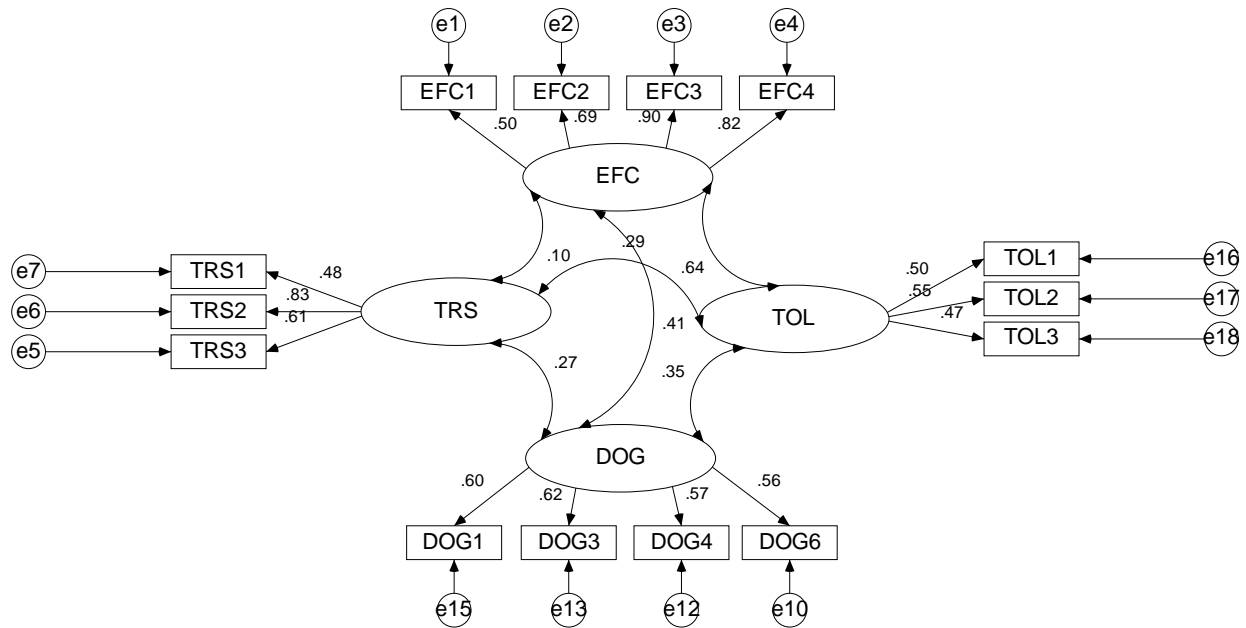 e1 e2 e3 e4
EFC1 EFC2 EFC3 EFC4
.50 .69 .90 .82
EFC
.10 .29 .64
e7 TRS1 .48
e6 TRS2 .83
e5 TRS3 .61
TRS
TOL
.50 TOL1 e16
.55 TOL2 e17
.47 TOL3 e18
.41
.27 .35
DOG
.60 .62 .57 .56
DOG1 DOG3 DOG4 DOG6
e15 e13 e12 e10